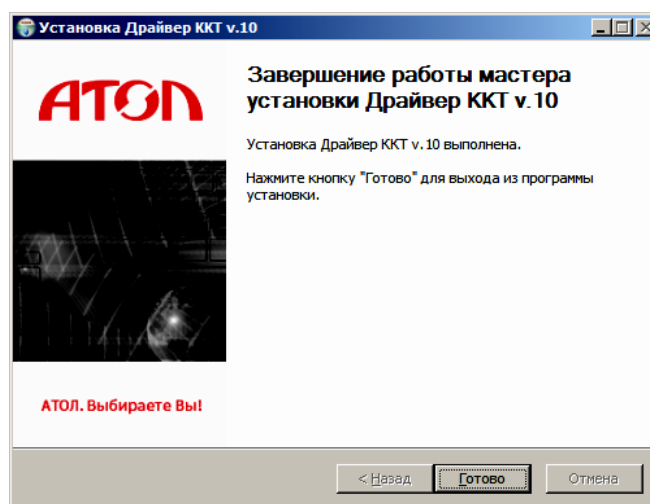 Установка Драйвер ККТ v.10
АТОЛ
Завершение работы мастера
установки Драйвер ККТ v.10
Установка Драйвер ККТ v.10 выполнена.
Нажмите кнопку "Готово" для выхода из программы
установки.
АТОЛ. Выбираете Вы!
< Назад
Готово
Отмена